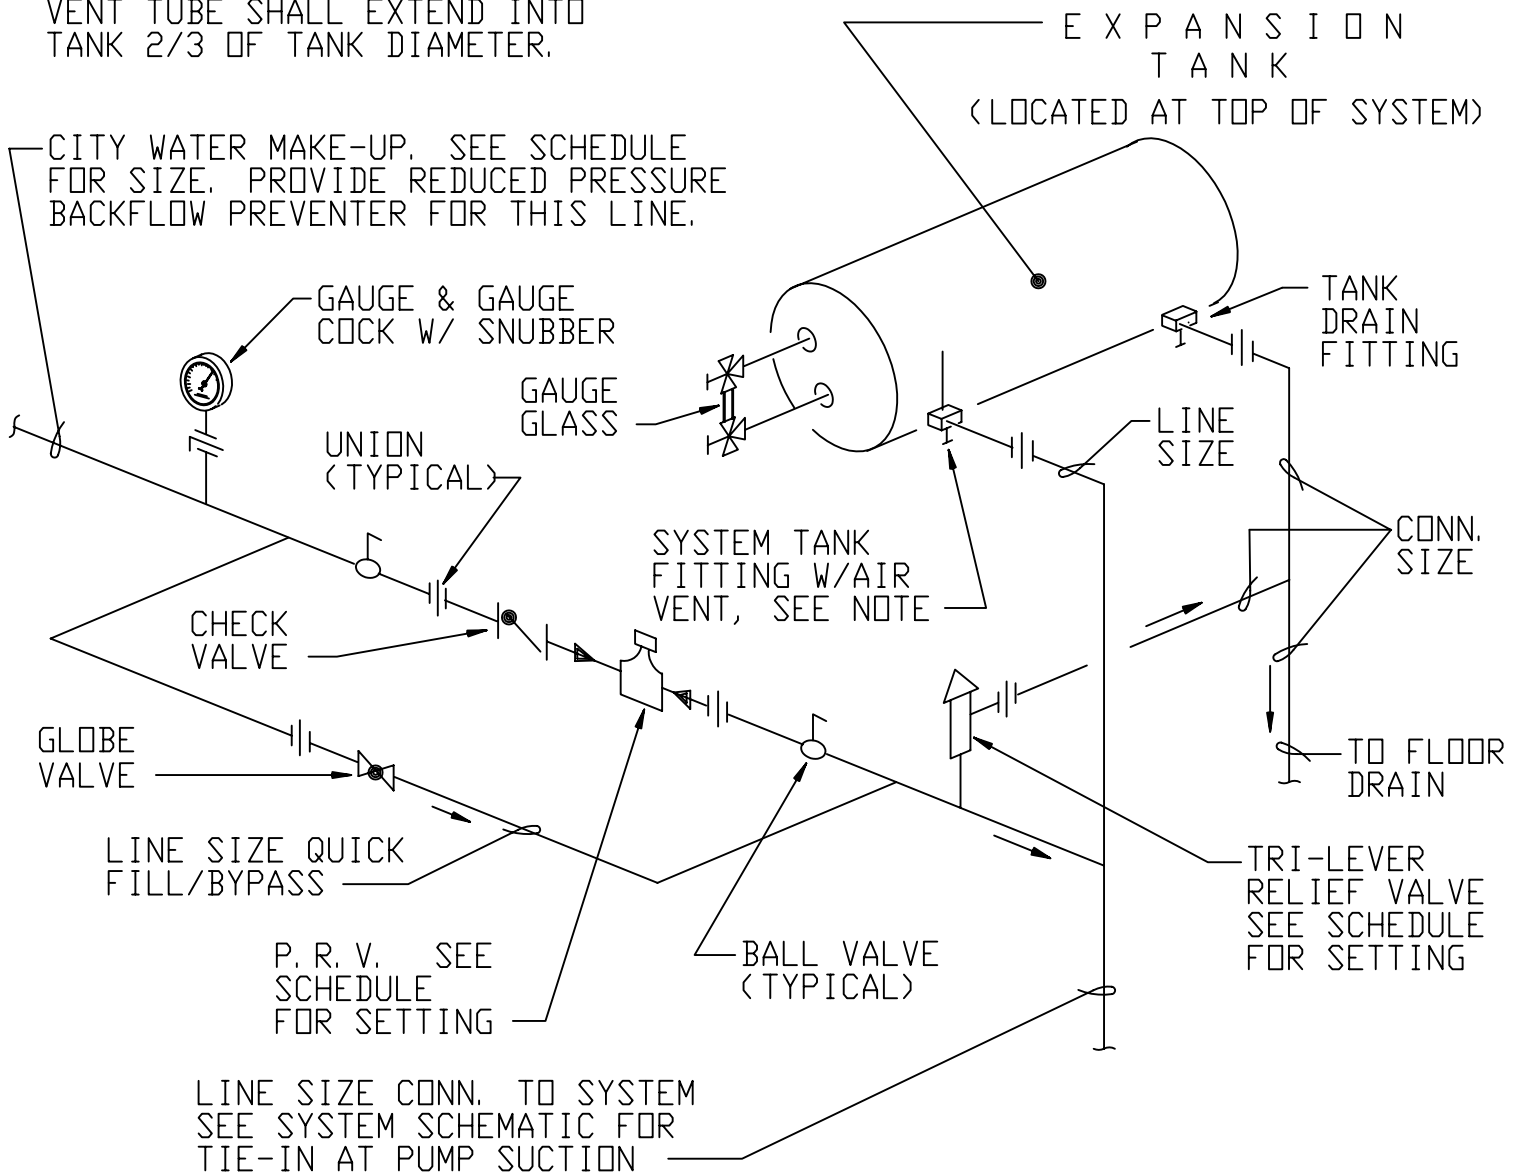 VENT TUBE SHALL EXTEND INTO
TANK 2/3 OF TANK DIAMETER.
EXPANSION
TANK
(LOCATED AT TOP OF SYSTEM)
CITY WATER MAKE-UP. SEE SCHEDULE
FOR SIZE. PROVIDE REDUCED PRESSURE
BACKFLOW PREVENTER FOR THIS LINE.
GAUGE & GAUGE
COCK W/ SNUBBER
TANK
DRAIN
FITTING
GAUGE
GLASS
LINE
SIZE
UNION
(TYPICAL)
SYSTEM TANK
FITTING W/AIR
VENT, SEE NOTE
CONN.
SIZE
CHECK
VALVE
GLOBE
VALVE
TO FLOOR
DRAIN
LINE SIZE QUICK
FILL/BYPASS
TRI-LEVER
RELIEF VALVE
SEE SCHEDULE
FOR SETTING
P.R.V. SEE
SCHEDULE
FOR SETTING
BALL VALVE
(TYPICAL)
LINE SIZE CONN. TO SYSTEM
SEE SYSTEM SCHEMATIC FOR
TIE-IN AT PUMP SUCTION